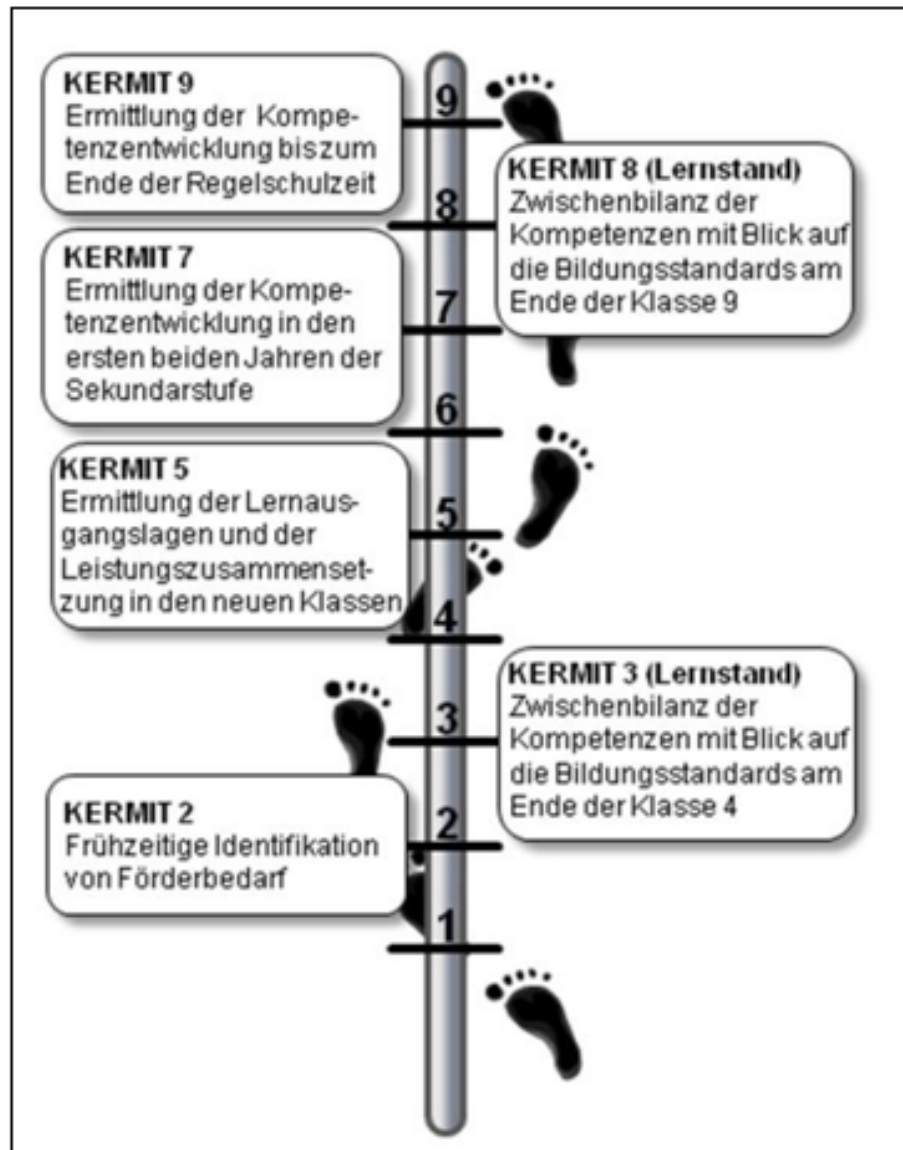 KERMIT 9
Ermittlung der Kompe-
tenzentwicklung bis zum
Ende der Regelschulzeit
9
KERMIT 8 (Lernstand)
Zwischenbilanz der
Kompetenzen mit Blick auf
die Bildungsstandards am
Ende der Klasse 9
8
KERMIT 7
Ermittlung der Kompe-
tenzentwicklung in den
ersten beiden Jahren der
Sekundarstufe
7
6
KERMIT 5
Ermittlung der Lernaus-
gangslagen und der
Leistungszusammenset-
zung in den neuen Klassen
5
4
KERMIT 3 (Lernstand)
Zwischenbilanz der
Kompetenzen mit Blick auf
die Bildungsstandards am
Ende der Klasse 4
3
KERMIT 2
Frühzeitige Identifikation
von Förderbedarf
2
1